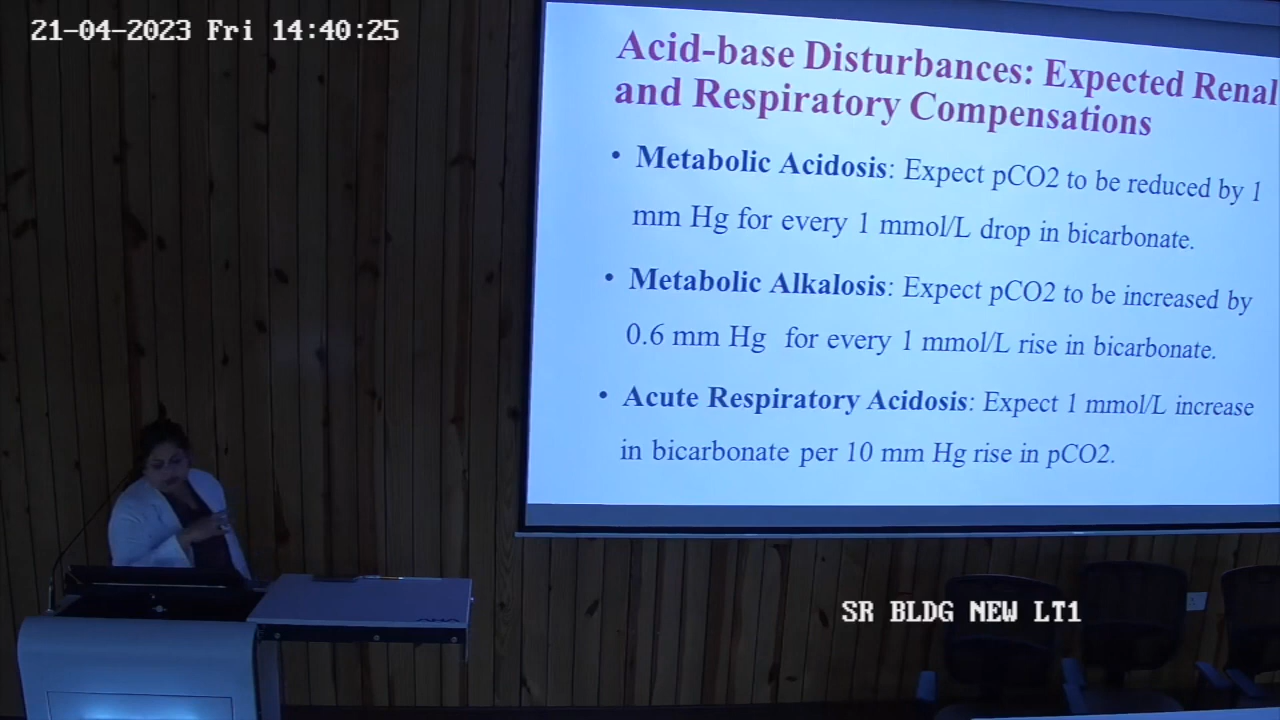 21-04-2023 Fri 14:40:25
Acid-base Disturbances: Expected Renal
and Respiratory Compensations
• Metabolic Acidosis: Expect pCO2 to be reduced by 1
mm Hg for every 1 mmol/L drop in bicarbonate.
• Metabolic Alkalosis: Expect pCO2 to be increased by
0.6 mm Hg for every 1 mmol/L rise in bicarbonate.
• Acute Respiratory Acidosis: Expect 1 mmol/L increase
in bicarbonate per 10 mm Hg rise in pCO2.
SR BLDG NEW LT1